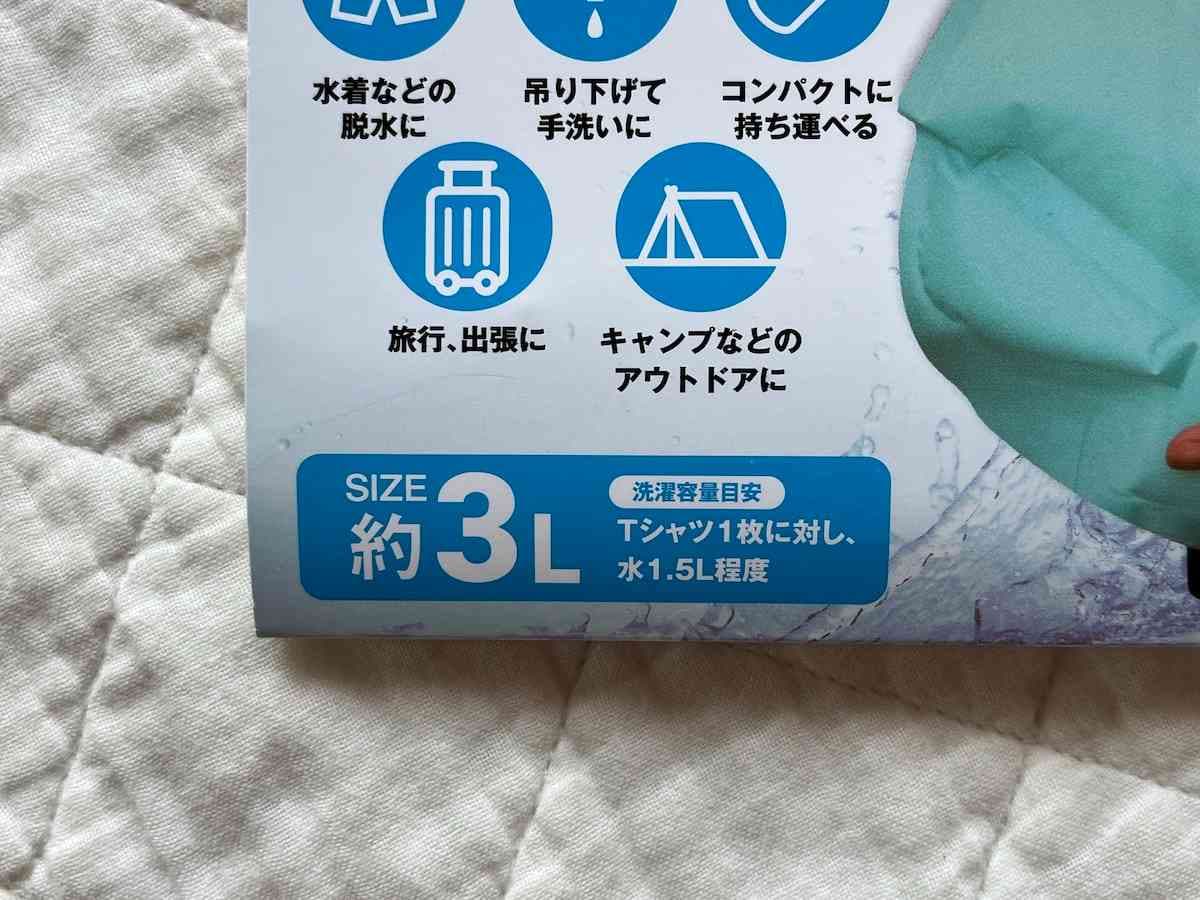 水着などの
脱水に
吊り下げて
手洗いに
コンパクトに
持ち運べる
旅行、出張に
キャンプなどの
アウトドアに
SIZE
約3L
洗濯容量目安
Tシャツ1枚に対し、
水1.5L程度